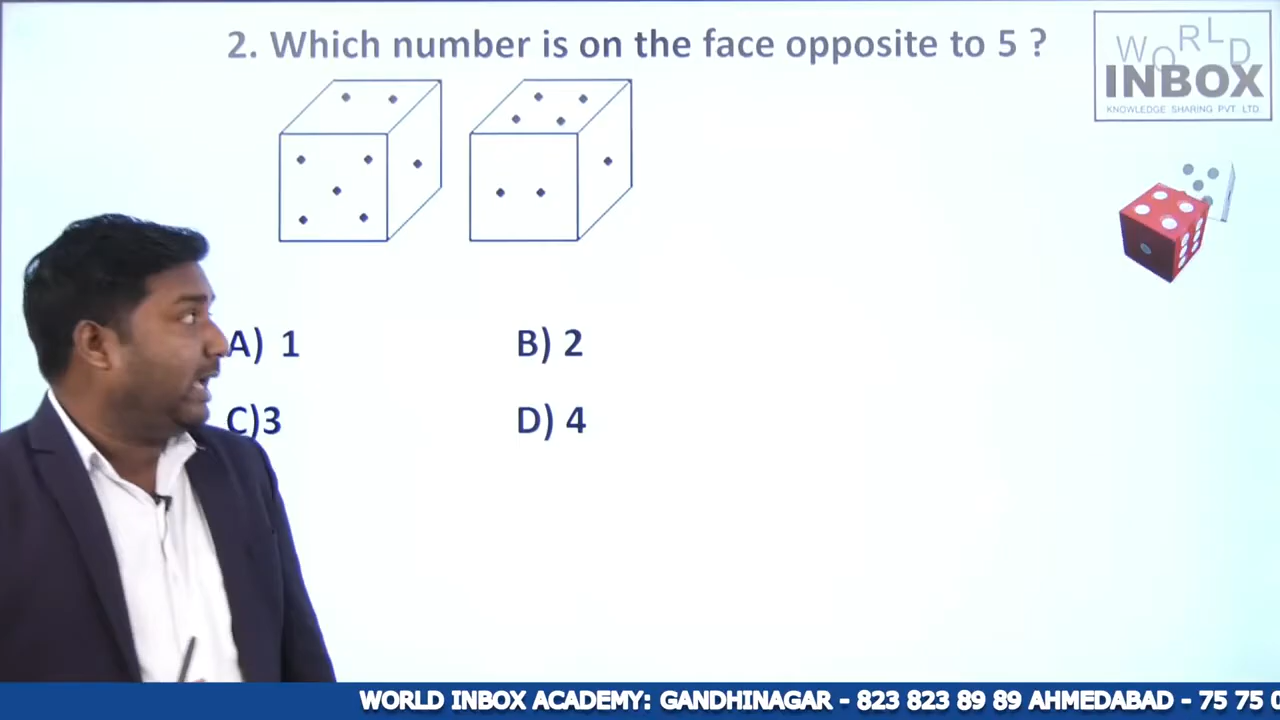 2. Which number is on the face opposite to 5 ?
WORLD
INBOX
KNOWLEDGE SHARING PVT. LTD.
A) 1
B) 2
C)3
D) 4
WORLD INBOX ACADEMY: GANDHINAGAR - 823 823 89 89 AHMEDABAD - 75 75 0